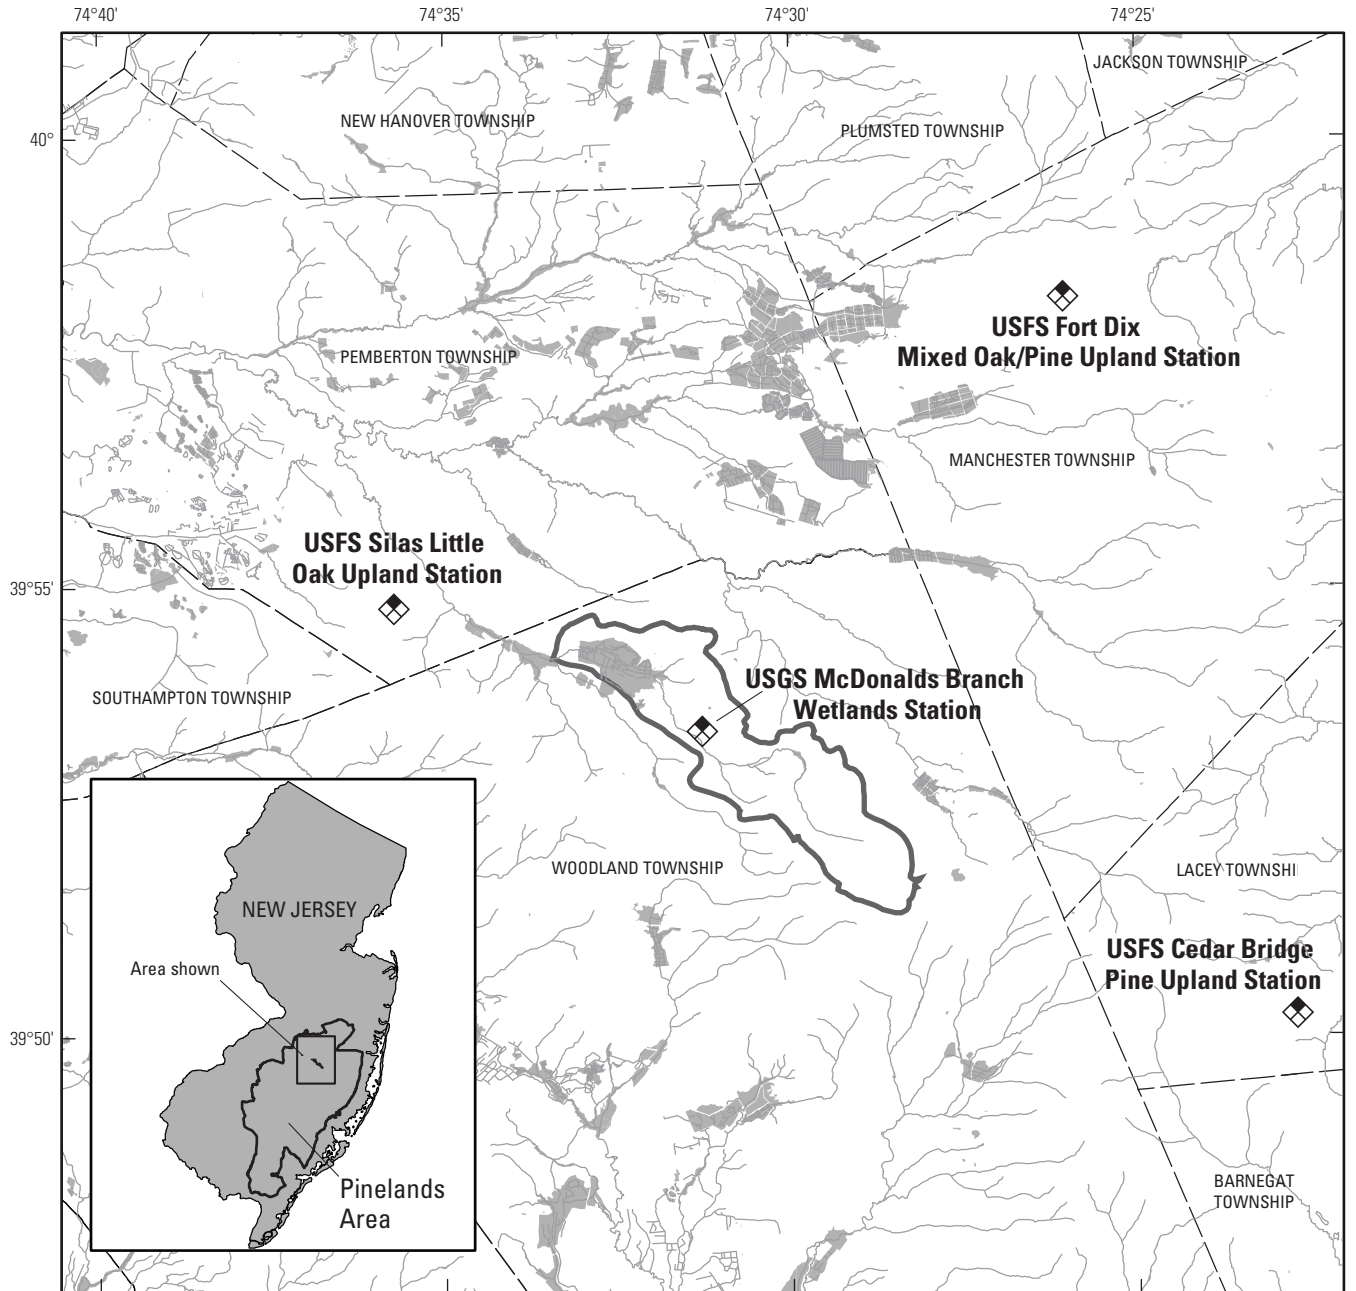 74°40' 74°35' 74°30' 74°25'
JACKSON TOWNSHIP
NEW HANOVER TOWNSHIP
PLUMSTED TOWNSHIP
40°
USFS Fort Dix
Mixed Oak/Pine Upland Station
PEMBERTON TOWNSHIP
MANCHESTER TOWNSHIP
USFS Silas Little
Oak Upland Station
39°55'
USGS McDonalds Branch
Wetlands Station
SOUTHAMPTON TOWNSHIP
WOODLAND TOWNSHIP
LACEY TOWNSHI
NEW JERSEY
USFS Cedar Bridge
Pine Upland Station
Area shown
39°50'
Pinelands
Area
BARNEGAT
TOWNSHIP